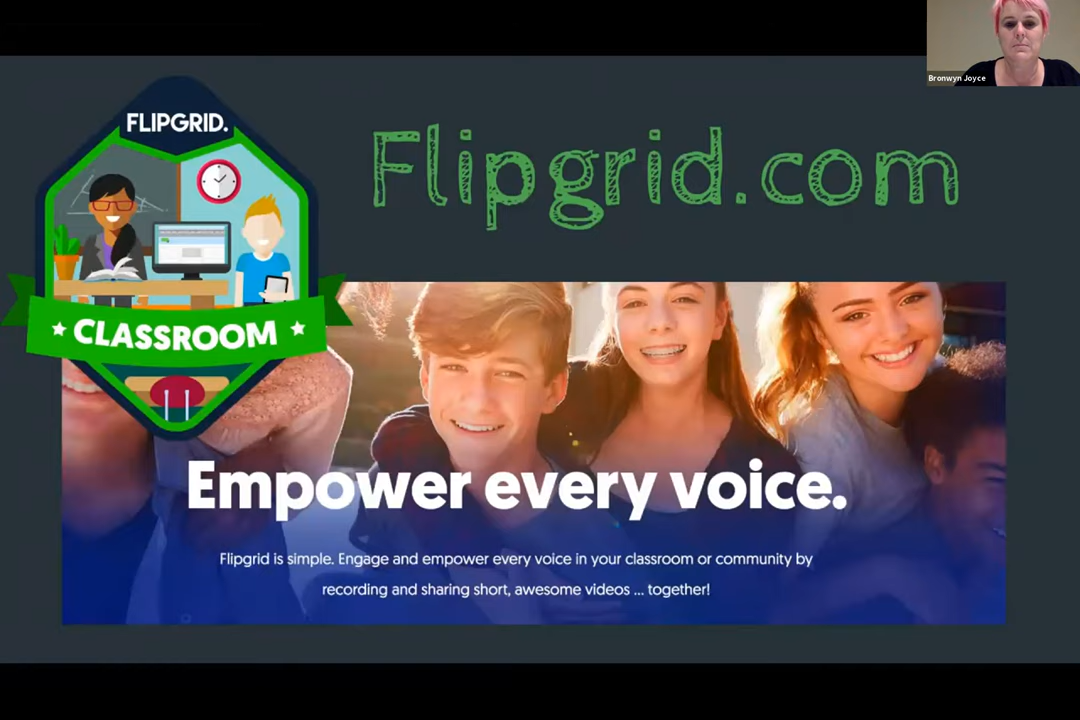 Bronwyn Joyce
FLIPGRID.
Flipgrid.com
CLASSROOM
Empower every voice.
Flipgrid is simple. Engage and empower every voice in your classroom or community by
recording and sharing short, awesome videos ... together!